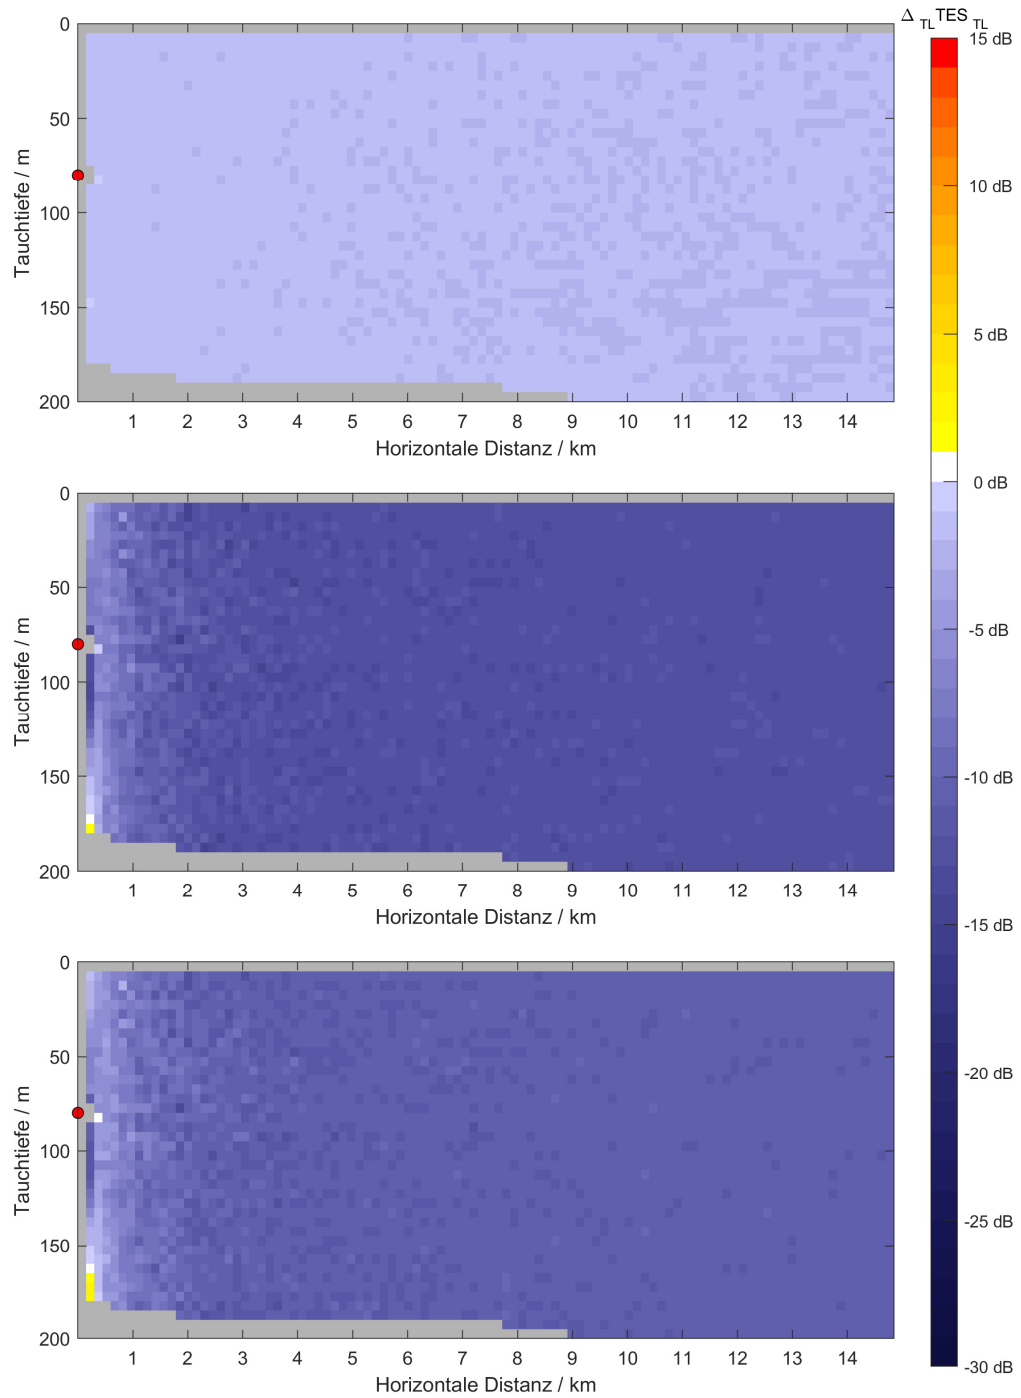 Δ TL TES TL
0
50
100
150
200
Tauchtiefe / m
1 2 3 4 5 6 7 8 9 10 11 12 13 14
Horizontale Distanz / km
0
50
100
150
200
Tauchtiefe / m
1 2 3 4 5 6 7 8 9 10 11 12 13 14
Horizontale Distanz / km
0
50
100
150
200
Tauchtiefe / m
1 2 3 4 5 6 7 8 9 10 11 12 13 14
Horizontale Distanz / km
15 dB
10 dB
5 dB
0 dB
-5 dB
-10 dB
-15 dB
-20 dB
-25 dB
-30 dB